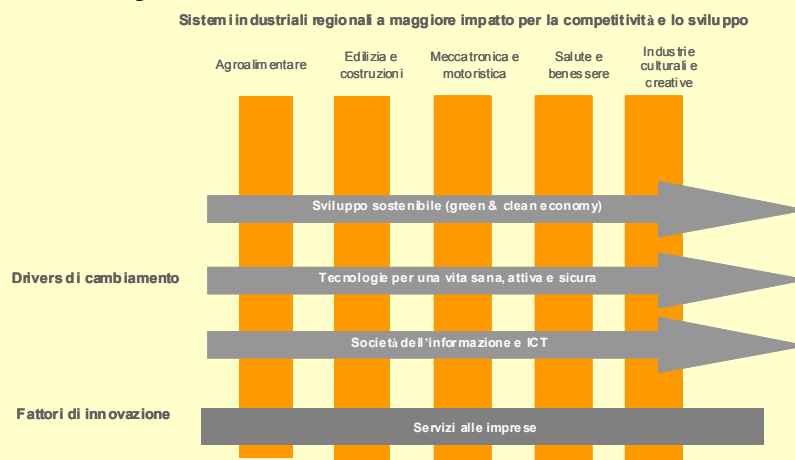 Sistemi industriali regionali a maggiore impatto per la competitività e lo sviluppo
Agroalimentare
Edilizia e
costruzioni
Meccatronica e
motoristica
Salute e
benessere
Industrie
culturali e
creative
Sviluppo sostenibile (green & clean economy)
Drivers di cambiamento
Tecnologie per una vita sana, attiva e sicura
Società dell'informazione e ICT
Fattori di innovazione
Servizi alle imprese